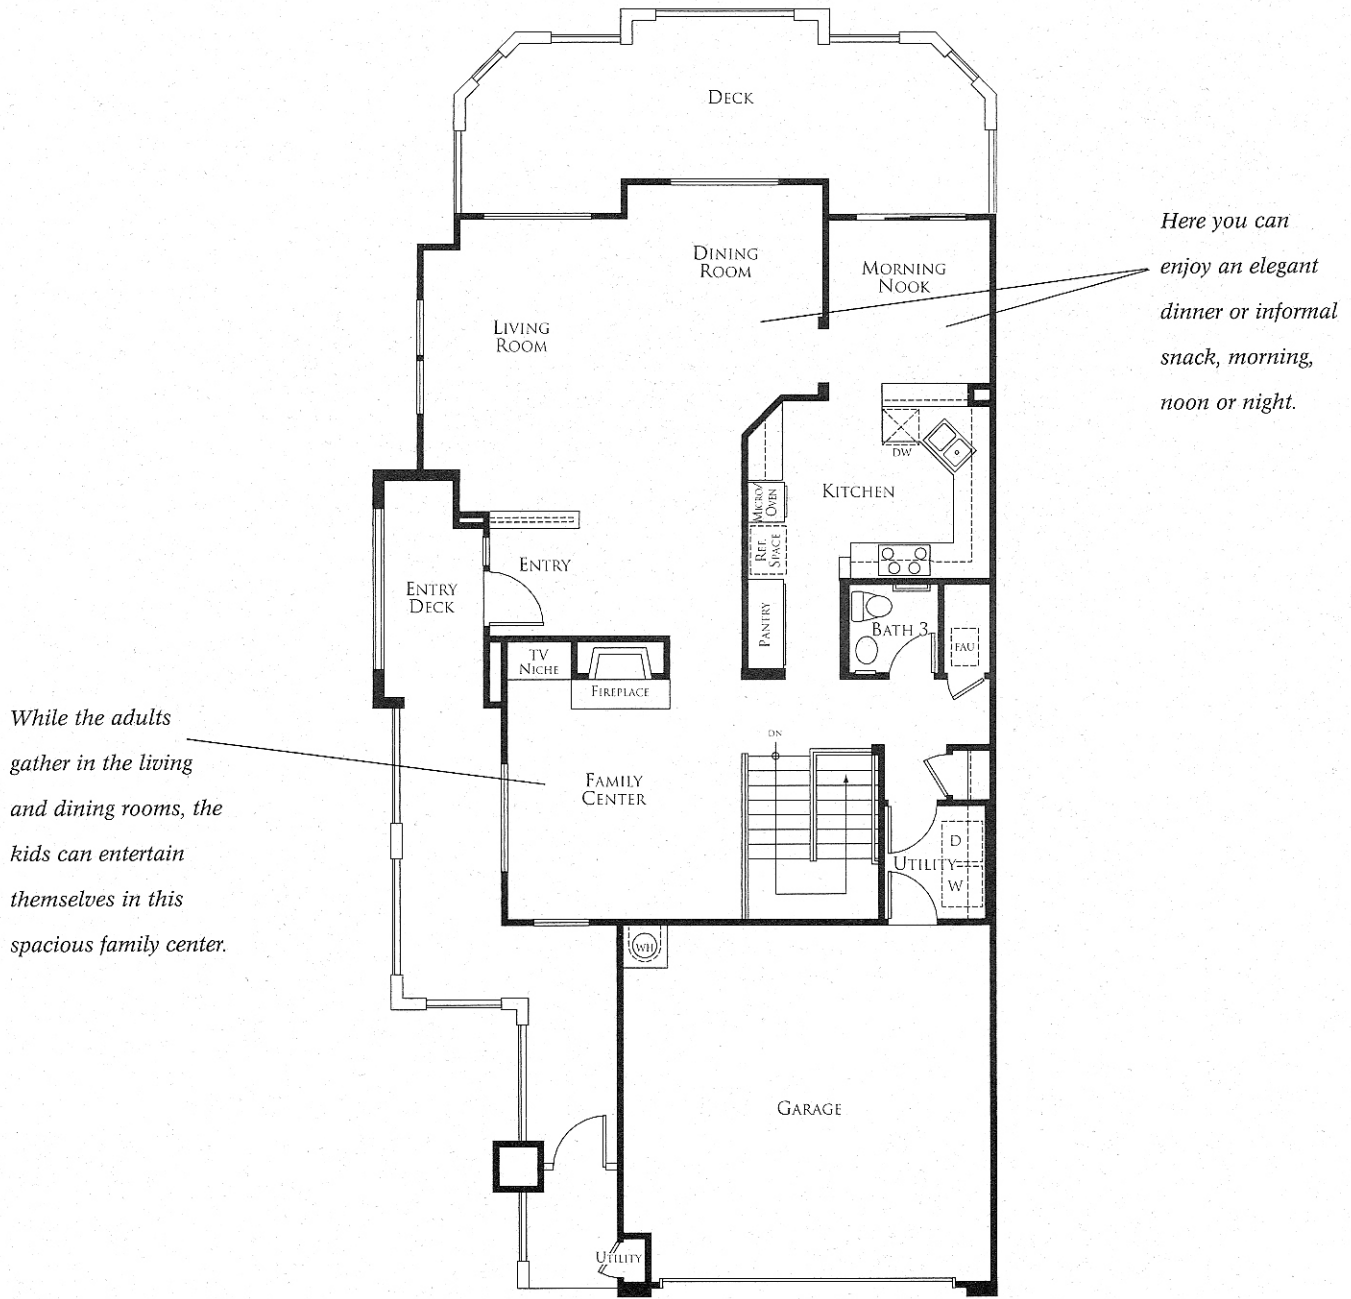 DECK
Here you can
enjoy an elegant
dinner or informal
snack, morning,
noon or night.
DINING
ROOM
MORNING
NOOK
LIVING
ROOM
DW
KITCHEN
MICRO/
OVEN
REF.
SPACE
ENTRY
ENTRY
DECK
PANTRY
BATH 3
FAU
TV
NICHE
FIREPLACE
While the adults
gather in the living
and dining rooms, the
kids can entertain
themselves in this
spacious family center.
DN
FAMILY
CENTER
D
UTILITY
W
WH
GARAGE
UTILITY